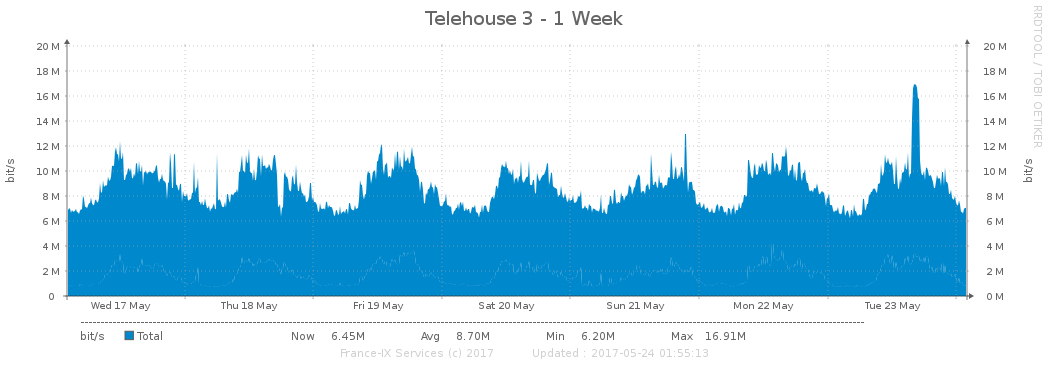 Telehouse 3 - 1 Week
RRDTOOL / TOBI OETIKER
bit/s
20 M 20 M
18 M 18 M
16 M 16 M
14 M 14 M
12 M 12 M
10 M 10 M
8 M 8 M
6 M 6 M
4 M 4 M
2 M 2 M
0 0 M
bit/s
Wed 17 May Thu 18 May Fri 19 May Sat 20 May Sun 21 May Mon 22 May Tue 23 May
bit/s Total Now 6.45M Avg 8.70M Min 6.20M Max 16.91M
France-IX Services (c) 2017 Updated : 2017-05-24 01:55:13